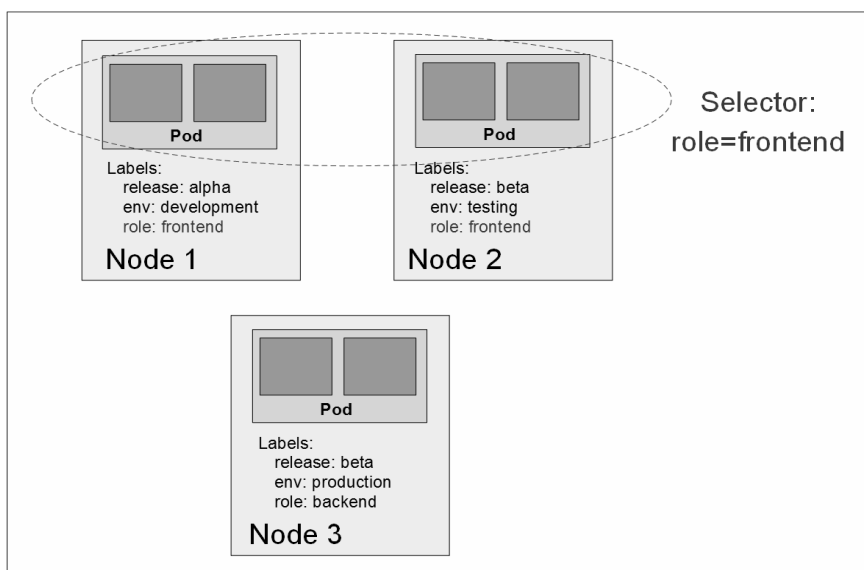 Pod
Labels:
release: alpha
env: development
role: frontend
Node 1
Pod
Labels:
release: beta
env: testing
role: frontend
Node 2
Selector:
role=frontend
Pod
Labels:
release: beta
env: production
role: backend
Node 3